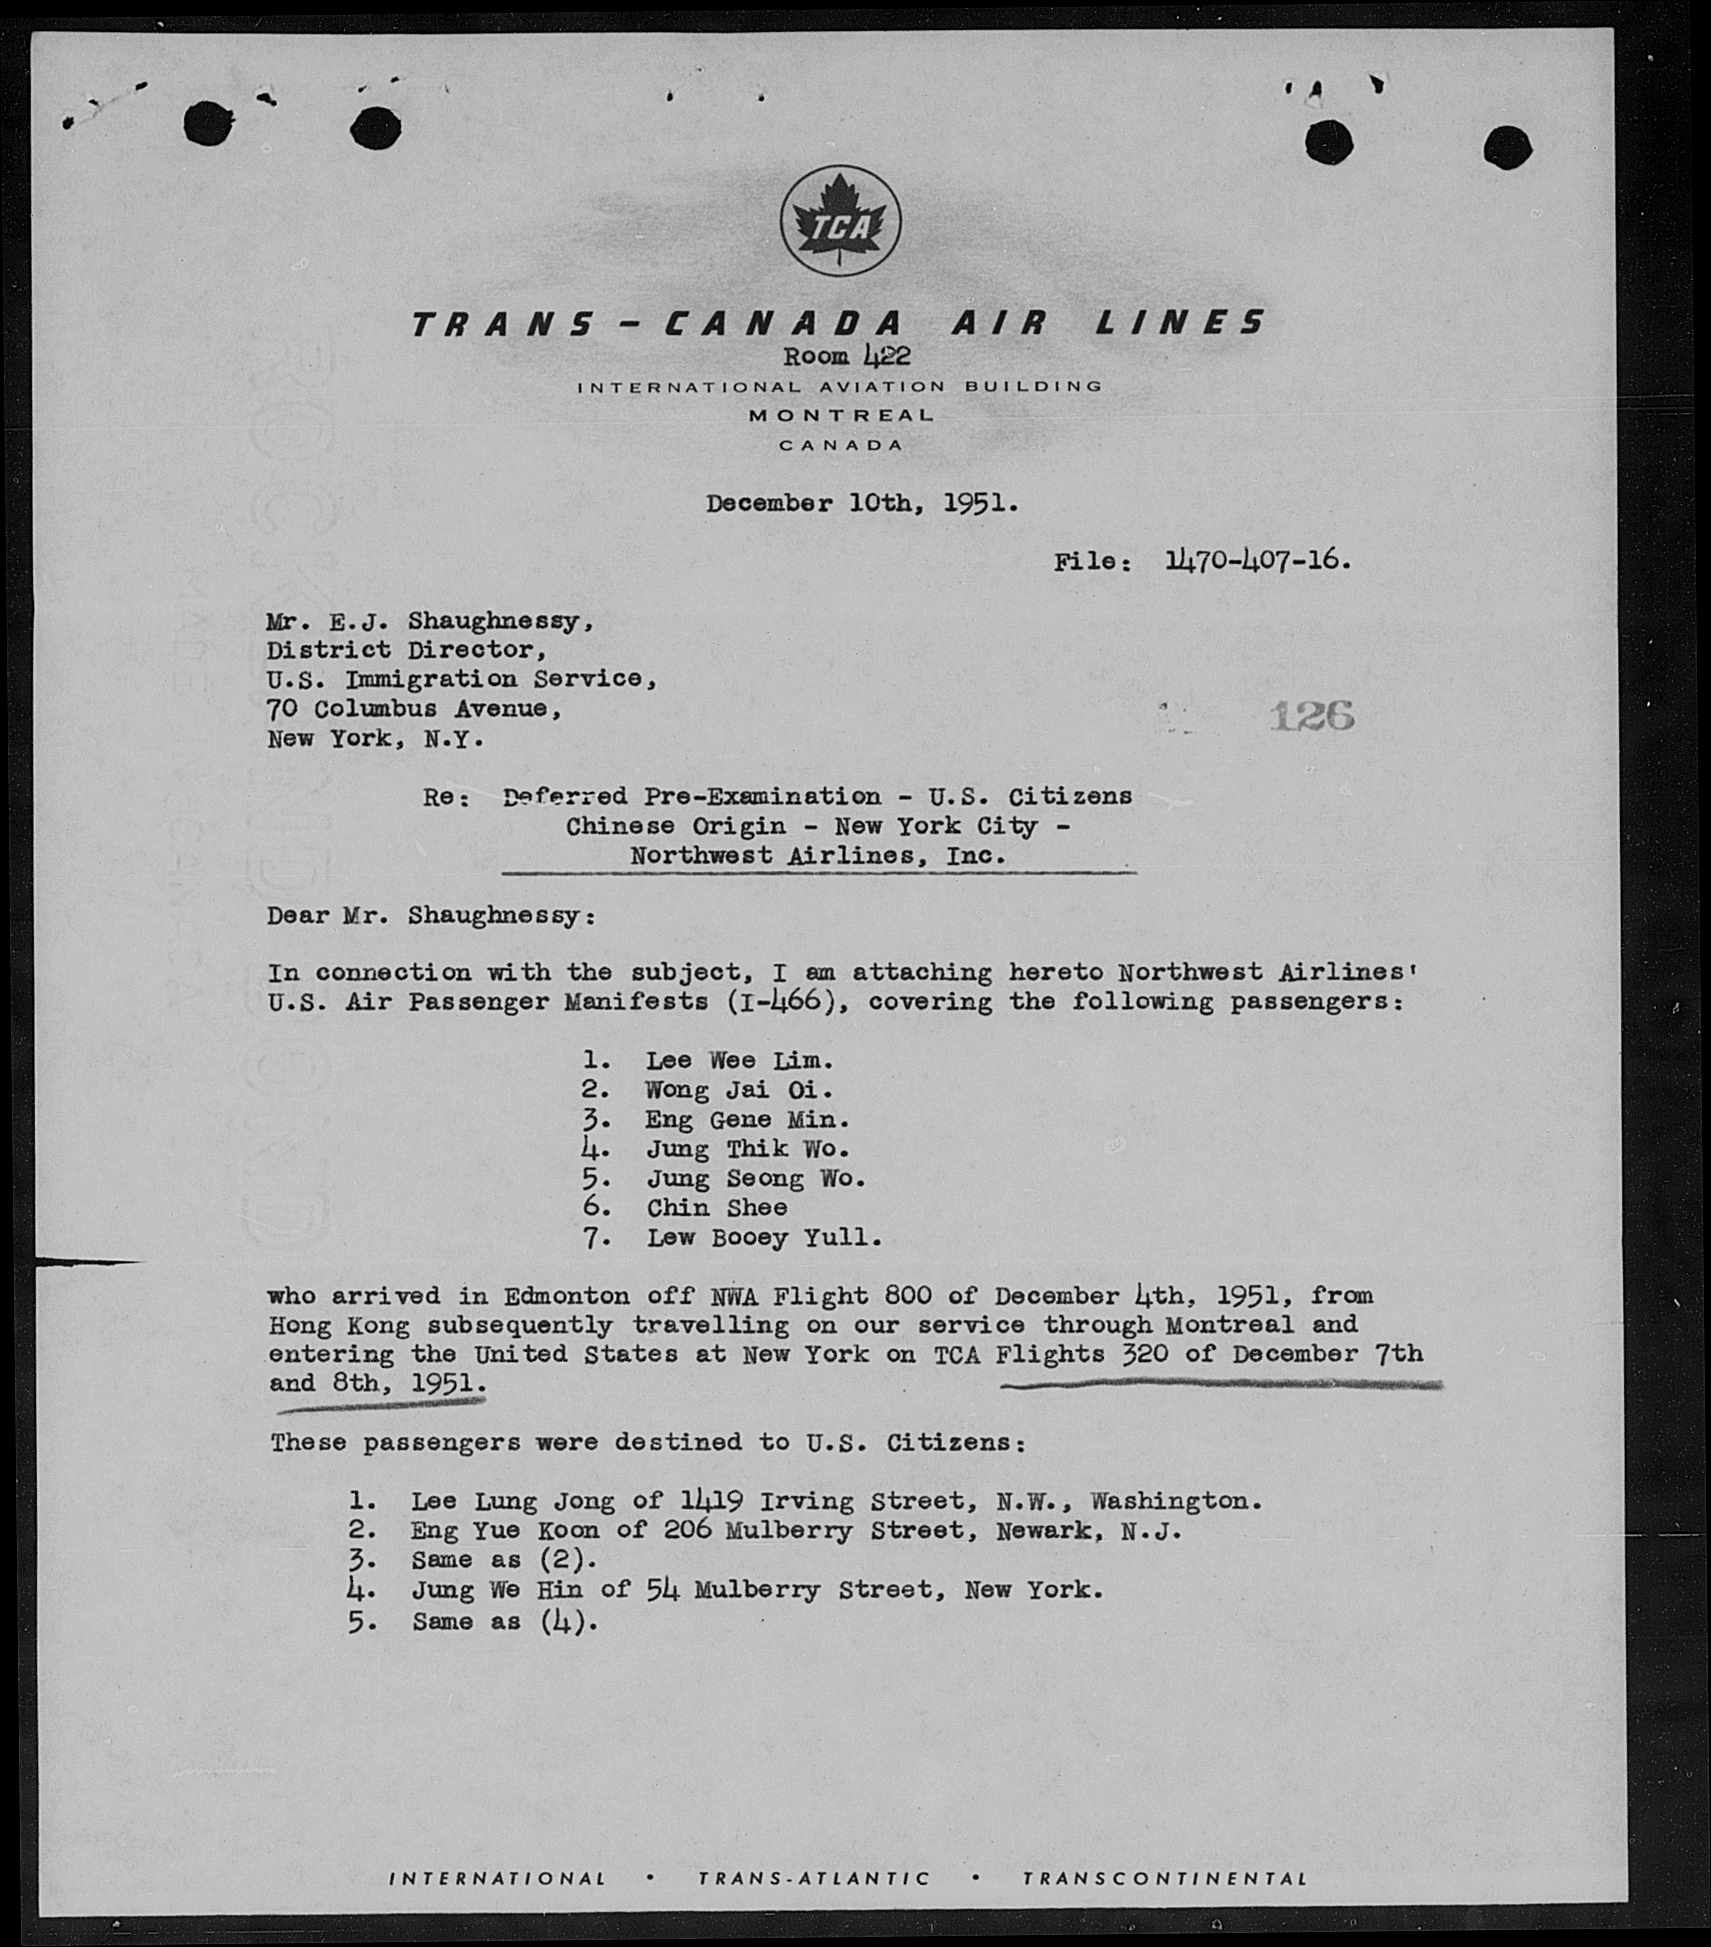 TCA
TRANS-CANADA AIR LINES
Room 422
INTERNATIONAL AVIATION BUILDING
MONTREAL
CANADA
December 10th, 1951.
File: 1470-407-16.
Mr. E.J. Shaughnessy,
District Director,
U.S. Immigration Service,
70 Columbus Avenue,
New York, N.Y.
126
Re: Deferred Pre-Examination - U.S. Citizens
Chinese Origin - New York City -
Northwest Airlines, Inc.
Dear Mr. Shaughnessy:
In connection with the subject, I am attaching hereto Northwest Airlines'
U.S. Air Passenger Manifests (I-466), covering the following passengers:
1. Lee Wee Lim.
2. Wong Jai Oi.
3. Eng Gene Min.
4. Jung Thik Wo.
5. Jung Seong Wo.
6. Chin Shee
7. Lew Booey Yull.
who arrived in Edmonton off NWA Flight 800 of December 4th, 1951, from
Hong Kong subsequently travelling on our service through Montreal and
entering the United States at New York on TCA Flights 320 of December 7th
and 8th, 1951.
These passengers were destined to U.S. Citizens:
1. Lee Lung Jong of 1419 Irving Street, N.W., Washington.
2. Eng Yue Koon of 206 Mulberry Street, Newark, N.J.
3. Same as (2).
4. Jung We Hin of 54 Mulberry Street, New York.
5. Same as (4).
INTERNATIONAL • TRANS-ATLANTIC • TRANSCONTINENTAL